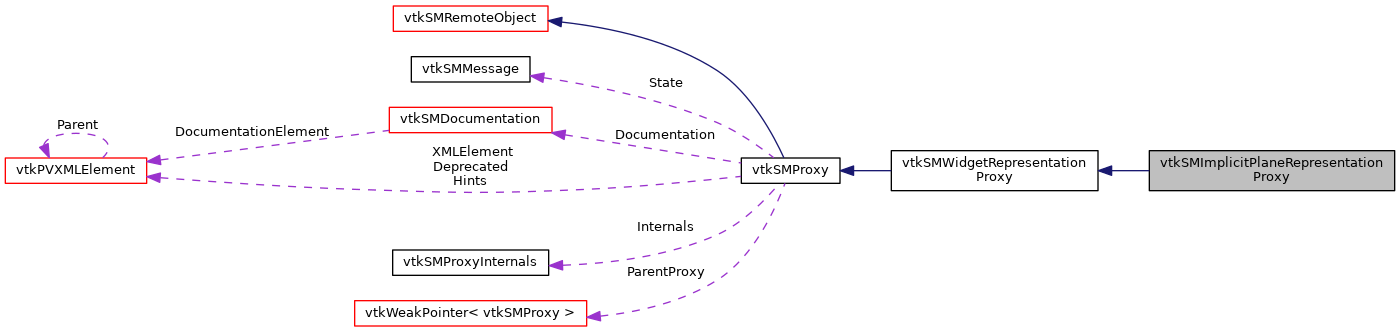 vtkSMRemoteObject
vtkSMMessage
State
vtkSMDocumentation
Parent
DocumentationElement
Documentation
XMLElement
Deprecated
Hints
vtkPVXMLElement
vtkSMProxy
vtkSMWidgetRepresentation
Proxy
vtkSMImplicitPlaneRepresentation
Proxy
Internals
vtkSMProxyInternals
ParentProxy
vtkWeakPointer< vtkSMProxy >